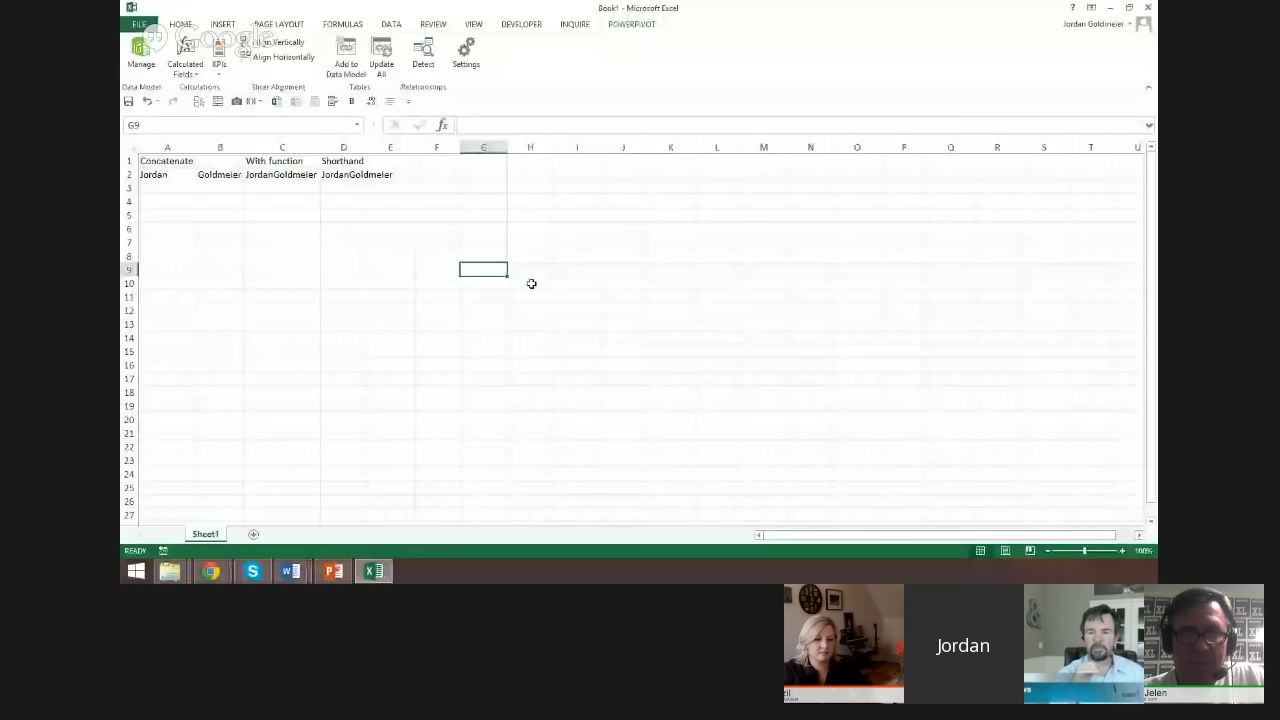 Book1 - Microsoft Excel
FILE HOME INSERT PAGE LAYOUT FORMULAS DATA REVIEW VIEW DEVELOPER INQUIRE POWERPIVOT Jordan Goldmeier
Google
Align Vertically
Align Horizontally
Manage Calculated Fields KPIs Add to Data Model Update All Detect Settings
Data Model Calculations Slicer Alignment Tables Relationships
G9 fx
A B C D E F G H I J K L M N O P Q R S T U
1 Concatenate With function Shorthand
2 Jordan Goldmeier JordanGoldmeier JordanGoldmeier
3
4
5
6
7
8
9
10
11
12
13
14
15
16
17
18
19
20
21
22
23
24
25
26
27
Sheet1
READY 100%
Jordan
Jelen